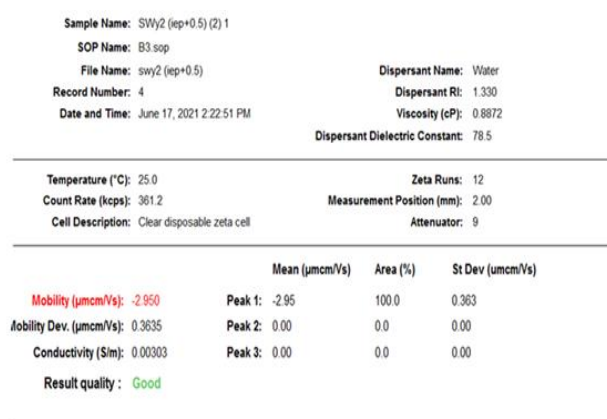 Sample Name: SWy2 (iep+0.5) (2) 1
SOP Name: B3.sop
File Name: swy2 (iep+0.5) Dispersant Name: Water
Record Number: 4 Dispersant RI: 1.330
Date and Time: June 17, 2021 2:22:51 PM Viscosity (cP): 0.8872
Dispersant Dielectric Constant: 78.5
Temperature (°C): 25.0 Zeta Runs: 12
Count Rate (kcps): 361.2 Measurement Position (mm): 2.00
Cell Description: Clear disposable zeta cell Attenuator: 9
Mean (µmcm/Vs) Area (%) St Dev (umcm/Vs)
Mobility (µmcm/Vs): -2.950 Peak 1: -2.95 100.0 0.363
Mobility Dev. (µmcm/Vs): 0.3635 Peak 2: 0.00 0.0 0.00
Conductivity (S/m): 0.00303 Peak 3: 0.00 0.0 0.00
Result quality : Good